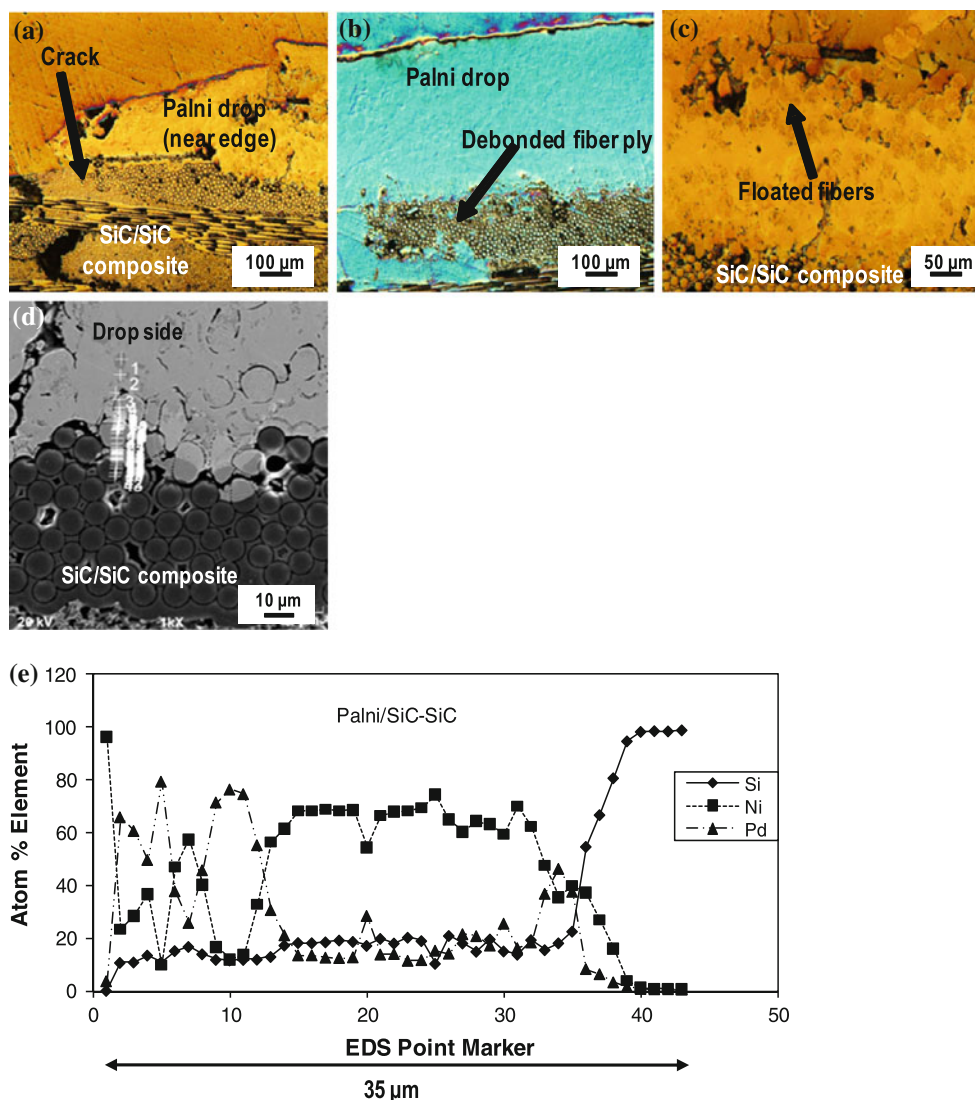 (a)
Crack
Palni drop
(near edge)
SiC/SiC
composite
100 µm
(b)
Palni drop
Debonded fiber ply
100 µm
(c)
Floated fibers
SiC/SiC composite
50 µm
(d)
Drop side
1
2
3
SiC/SiC composite
10 µm
20 kV
1kX
(e)
120
100
80
60
40
20
0
Atom % Element
Palni/SiC-SiC
Si
Ni
Pd
0 10 20 30 40 50
EDS Point Marker
35 µm